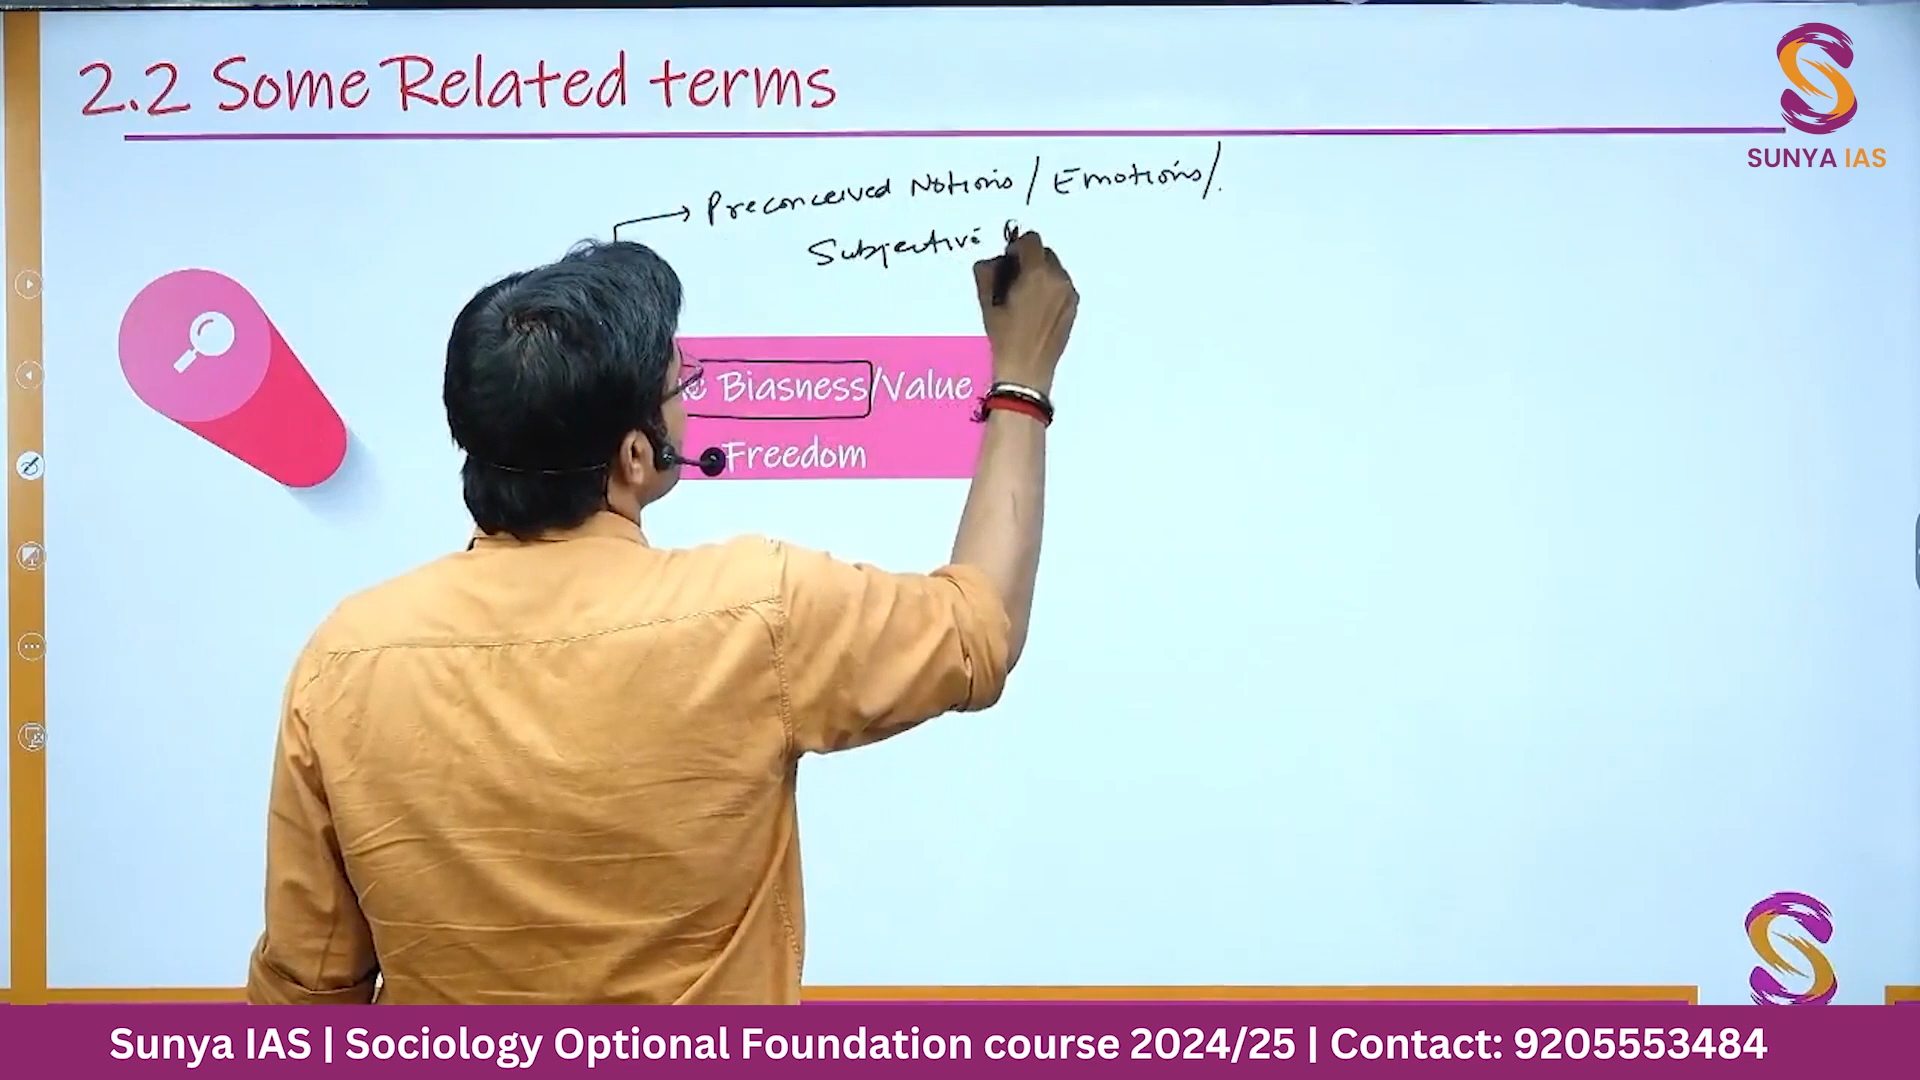 2.2 Some Related terms
SUNYA IAS
Preconceived Notions / Emotions /
Subjective
Biasness/Value
Freedom
Sunya IAS | Sociology Optional Foundation course 2024/25 | Contact: 9205553484